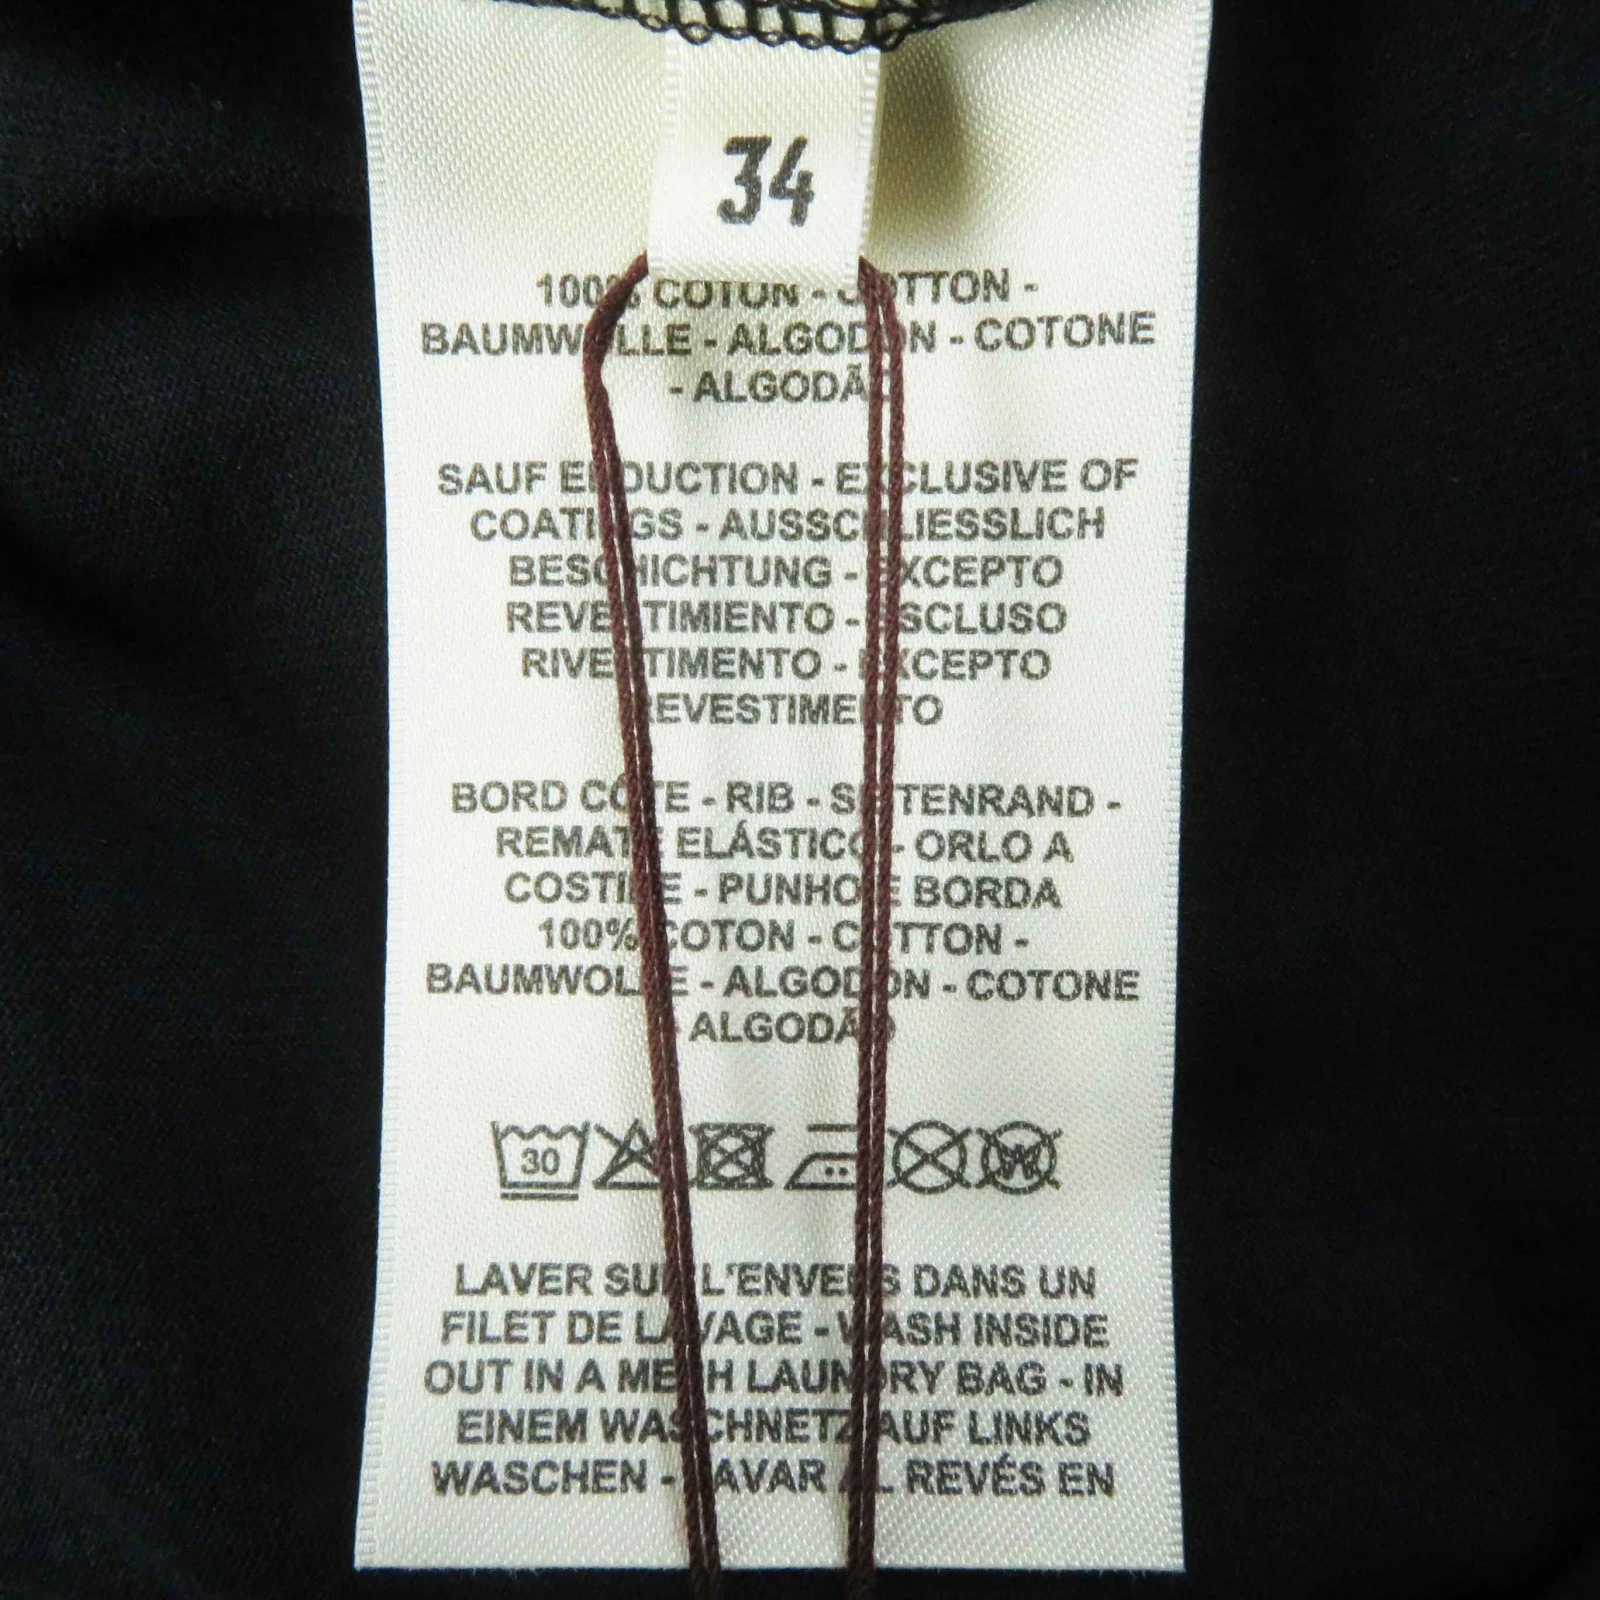 34
100% COTON - COTTON -
BAUMWOLLE - ALGODON - COTONE
- ALGODÃO
SAUF ENDUCTION - EXCLUSIVE OF
COATINGS - AUSSCHLIESSLICH
BESCHICHTUNG - EXCEPTO
REVESTIMIENTO - ESCLUSO
RIVESTIMENTO - EXCEPTO
REVESTIMENTO
BORD CÔTE - RIB - SEITENRAND -
REMATE ELÁSTICO - ORLO A
COSTINE - PUNHO E BORDA
100% COTON - COTTON -
BAUMWOLLE - ALGODON - COTONE
- ALGODÃO
30 W
LAVER SUR L'ENVERS DANS UN
FILET DE LAVAGE - WASH INSIDE
OUT IN A MESH LAUNDRY BAG - IN
EINEM WASCHNETZ AUF LINKS
WASCHEN - LAVAR AL REVÉS EN